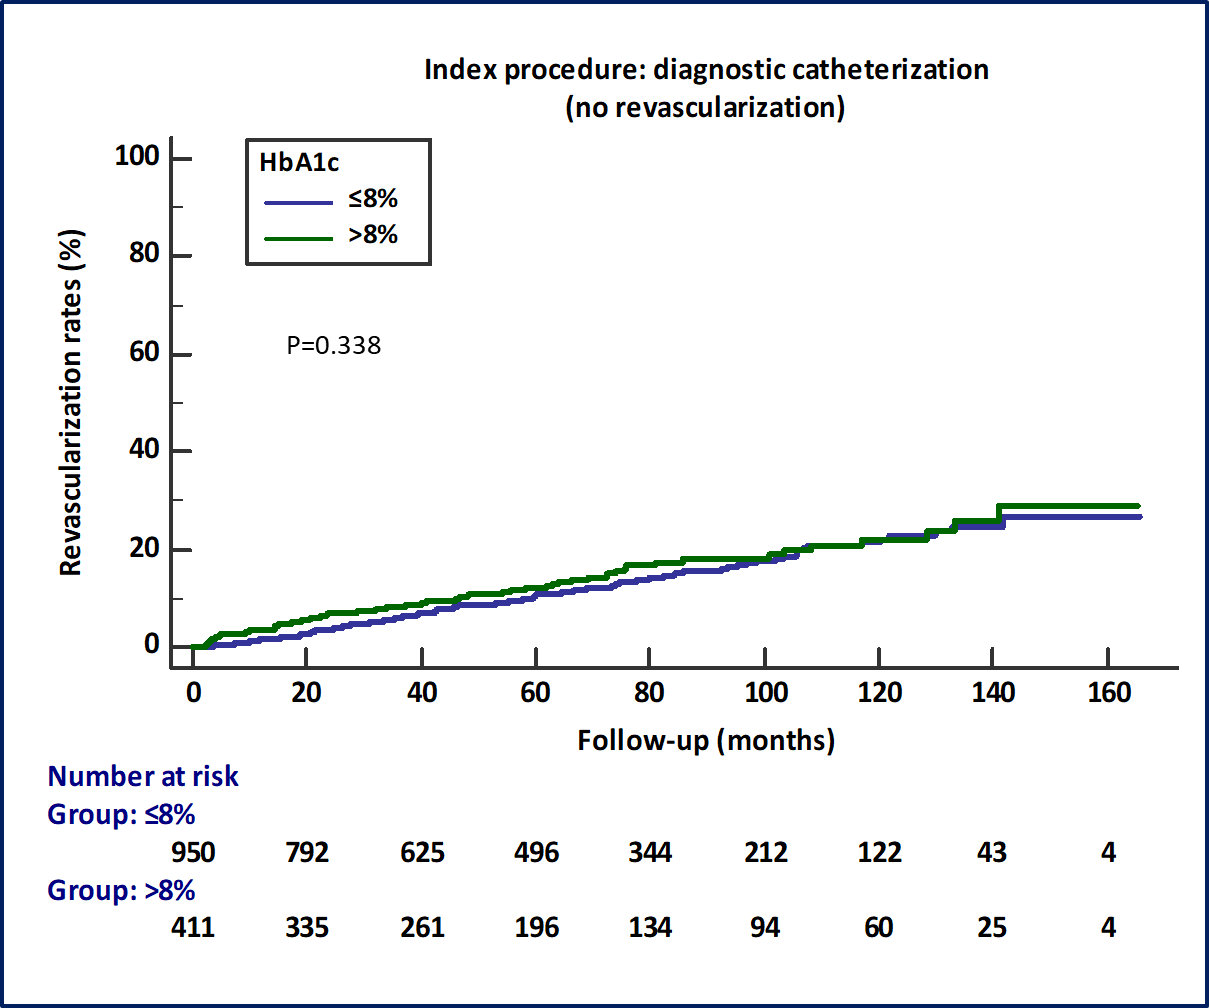 Index procedure: diagnostic catheterization
(no revascularization)
HbA1c
≤8%
>8%
P=0.338
Revascularization rates (%)
100
80
60
40
20
0
0 20 40 60 80 100 120 140 160
Follow-up (months)
Number at risk
Group: ≤8%
950 792 625 496 344 212 122 43 4
Group: >8%
411 335 261 196 134 94 60 25 4